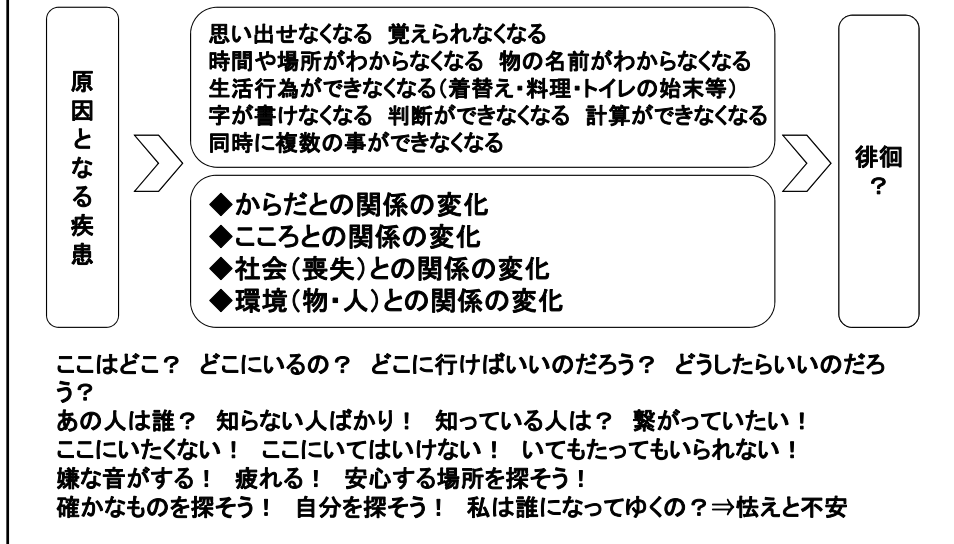 原因となる疾患
思い出せなくなる　覚えられなくなる
時間や場所がわからなくなる　物の名前がわからなくなる
生活行為ができなくなる（着替え・料理・トイレの始末等）
字が書けなくなる　判断ができなくなる　計算ができなくなる
同時に複数の事ができなくなる
◆からだとの関係の変化
◆こころとの関係の変化
◆社会（喪失）との関係の変化
◆環境（物・人）との関係の変化
徘徊
？
ここはどこ？　どこにいるの？　どこに行けばいいのだろう？　どうしたらいいのだろ
う？
あの人は誰？　知らない人ばかり！　知っている人は？　繋がっていたい！
ここにいたくない！　ここにいてはいけない！　いてもたってもいられない！
嫌な音がする！　疲れる！　安心する場所を探そう！
確かなものを探そう！　自分を探そう！　私は誰になってゆくの？⇒怯えと不安